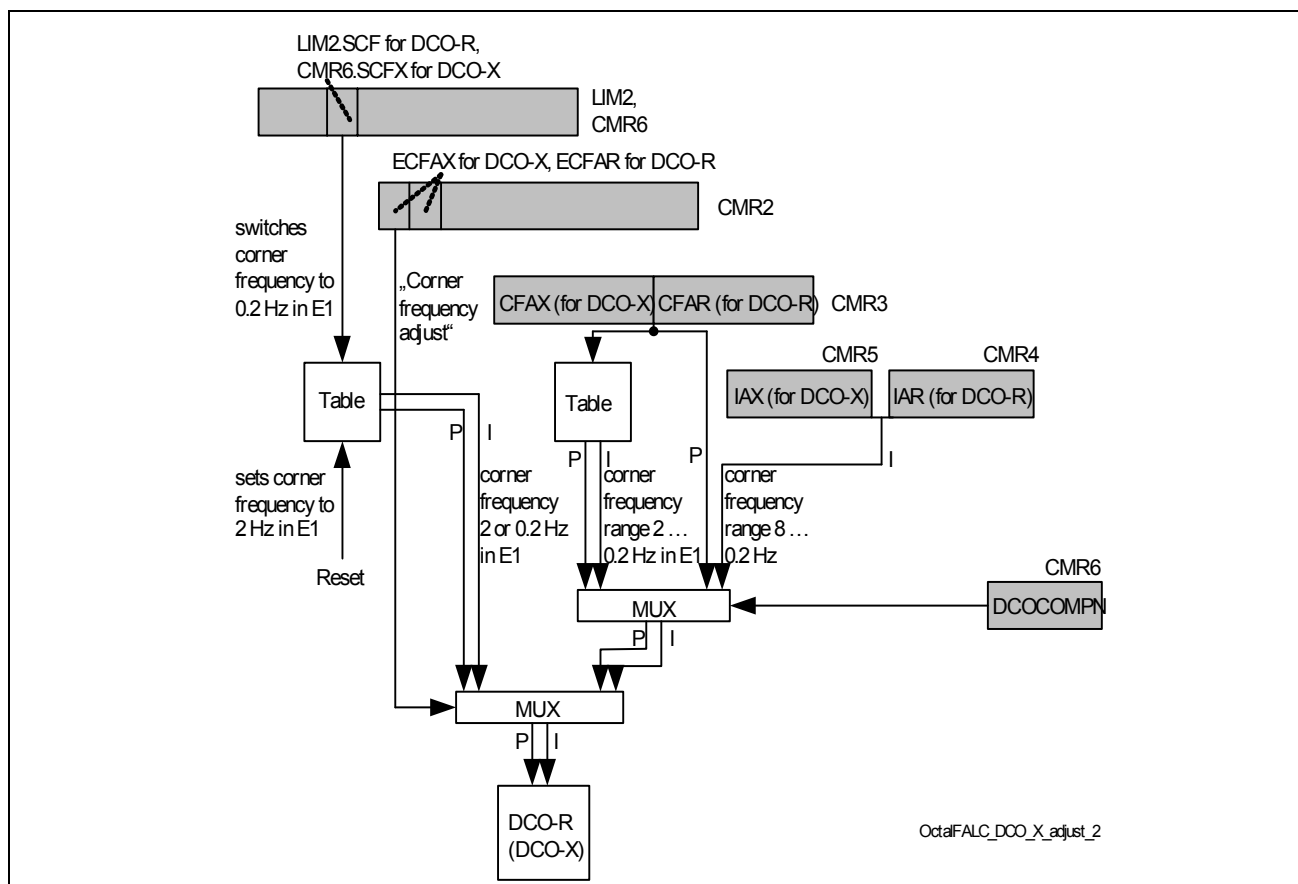 LIM2.SCF for DCO-R,
CMR6.SCFX for DCO-X
LIM2,
CMR6
ECFAX for DCO-X, ECFAR for DCO-R
CMR2
switches
corner
frequency to
0.2 Hz in E1
„Corner
frequency
adjust“
CFAX (for DCO-X)
CFAR (for DCO-R)
CMR3
CMR5
CMR4
IAX (for DCO-X)
IAR (for DCO-R)
Table
Table
P
I
P
I
P
I
sets corner
frequency to
2 Hz in E1
Reset
corner
frequency
2 or 0.2 Hz
in E1
corner
frequency
range 2 …
0.2 Hz in E1
corner
frequency
range 8 …
0.2 Hz
CMR6
DCOCOMPN
MUX
P
I
MUX
P
I
DCO-R
(DCO-X)
OctalFALC_DCO_X_adjust_2